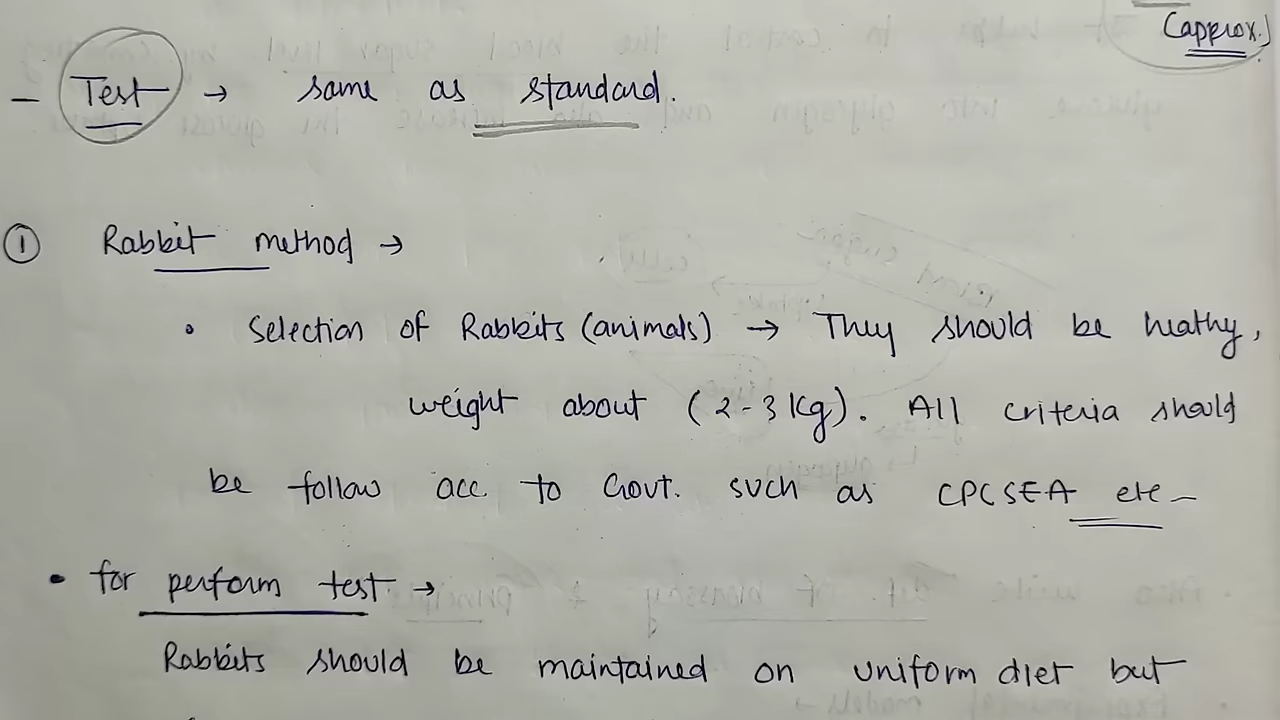 (approx.)
- Test → same as standard.
① Rabbit method →
• Selection of Rabbits (animals) → They should be heathy,
weight about (2-3 Kg). All criteria should
be follow acc. to Govt. such as CPCSEA etc -
• for perform test →
Rabbits should be maintained on uniform diet but